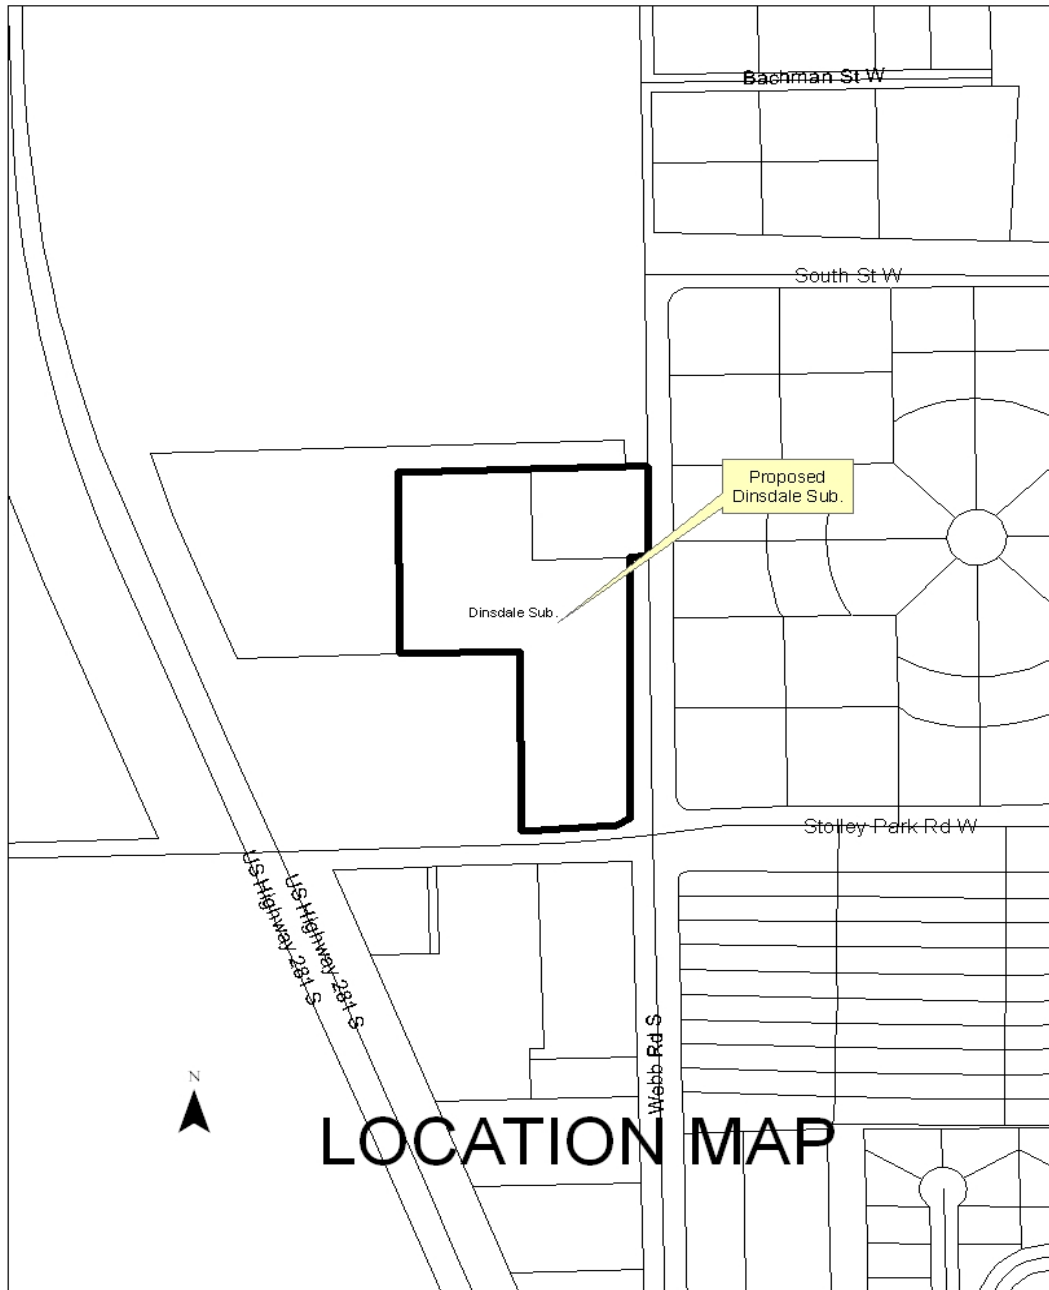 Bachman St W
South St W
Proposed
Dinsdale Sub.
Dinsdale Sub.
Stolley Park Rd W
US Highway 281 S
US Highway 281 S
Webb Rd S
N
LOCATION MAP